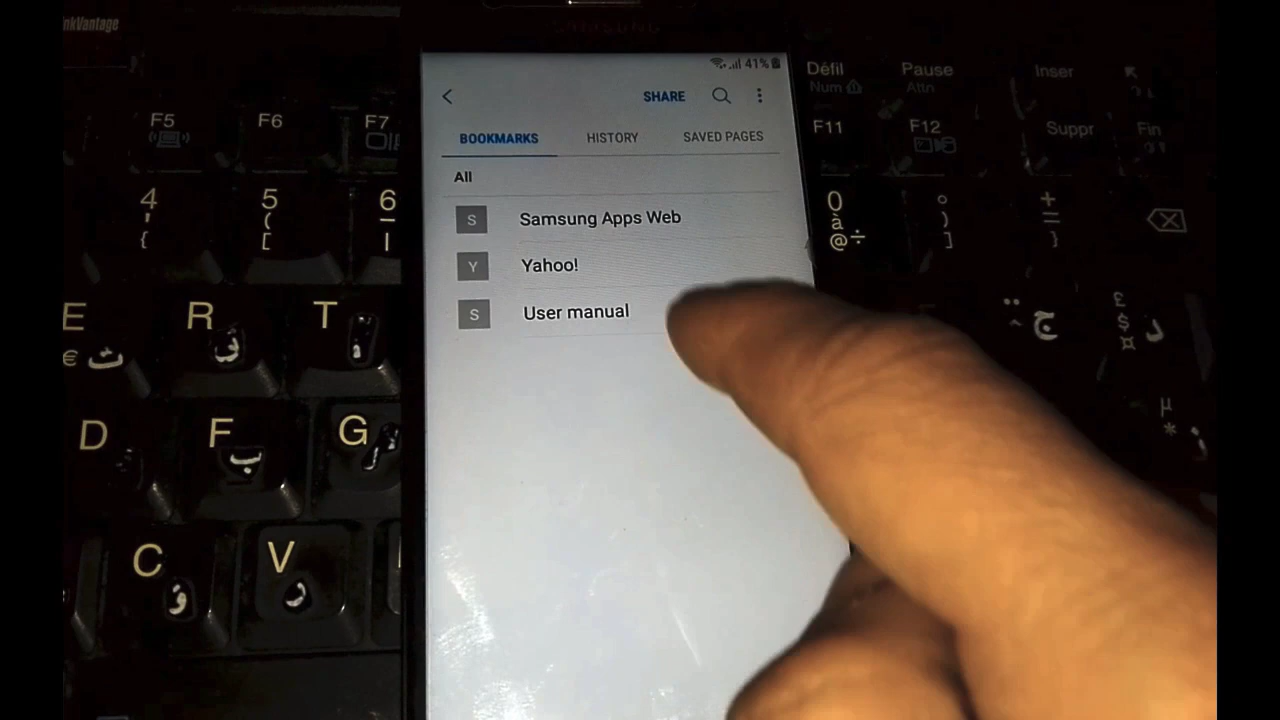 nkVantage
SAMSUNG
41%
SHARE
BOOKMARKS HISTORY SAVED PAGES
All
S Samsung Apps Web
Y Yahoo!
S User manual
F5 F6 F7
4 ' {
5 ( [
6 - |
E € ث
R
T
D
F ب
G
C
V ر
Défil
Num
Pause
Attn
Inser
F11 F12 Suppr Fin
0 à @ ÷
° ) ]
+ = }
¨ ^ ج
£ $ ¤ د
µ *